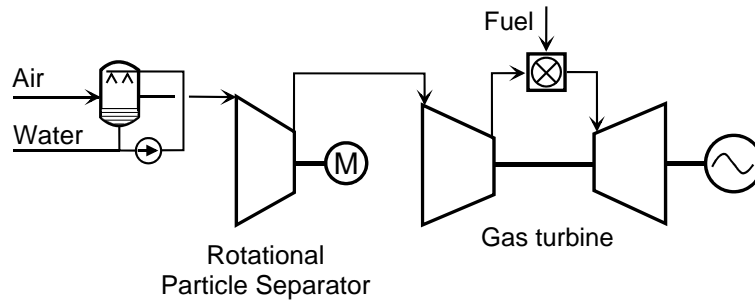 Fuel
Air
Water
M
Gas turbine
Rotational
Particle Separator